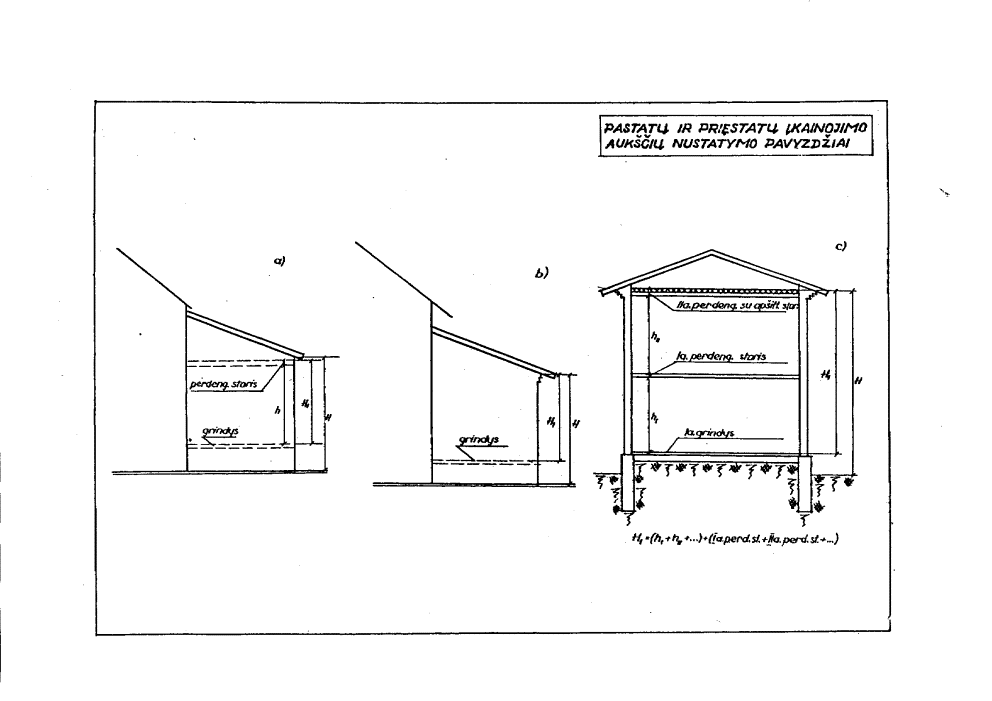 PASTATŲ IR PRIESTATŲ ĮKAINOJIMO
AUKŠČIŲ NUSTATYMO PAVYZDŽIAI
a)
perdeng. storis
grindys
h
H₁
H
b)
grindys
H₁
H
c)
IIa. perdeng. su apšilt. stor.
h₂
Ia. perdeng. storis
h₁
Ia. grindys
H₁
H
H₁=(h₁+h₂+...)+(Ia.perd.st.+IIa.perd.st.+...)